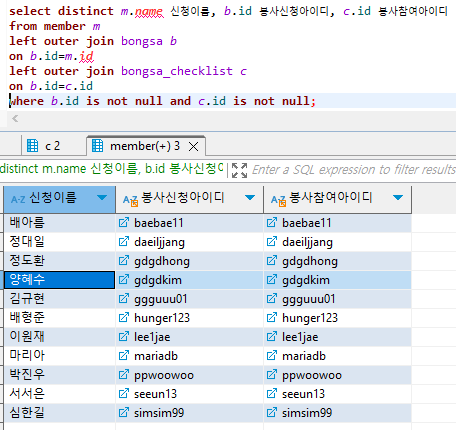 select distinct m.name 신청이름, b.id 봉사신청아이디, c.id 봉사참여아이디
from member m
left outer join bongsa b
on b.id=m.id
left outer join bongsa_checklist c
on b.id=c.id
where b.id is not null and c.id is not null;
c 2 member(+) 3
distinct m.name 신청이름, b.id 봉사신청아이 Enter a SQL expression to filter results
A-Z 신청이름 A-Z 봉사신청아이디 A-Z 봉사참여아이디
배아름 baebae11 baebae11
정대일 daeiljjang daeiljjang
정도환 gdgdhong gdgdhong
양혜수 gdgdkim gdgdkim
김규현 ggguuu01 ggguuu01
배형준 hunger123 hunger123
이원재 lee1jae lee1jae
마리아 mariadb mariadb
박진우 ppwoowoo ppwoowoo
서서은 seeun13 seeun13
심한길 simsim99 simsim99